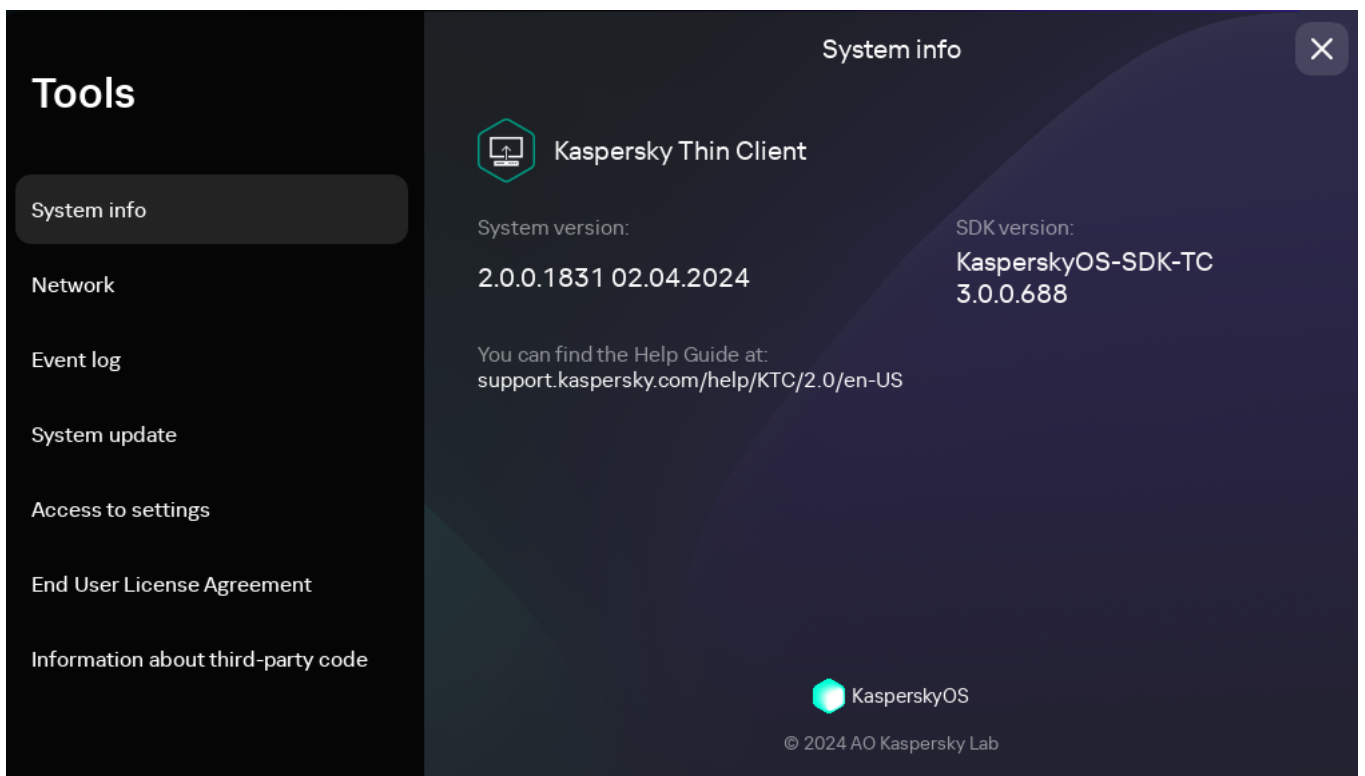 Tools
System info
Network
Event log
System update
Access to settings
End User License Agreement
Information about third-party code
System info
Kaspersky Thin Client
System version:
2.0.0.1831 02.04.2024
SDK version:
KasperskyOS-SDK-TC
3.0.0.688
You can find the Help Guide at:
support.kaspersky.com/help/KTC/2.0/en-US
KasperskyOS
© 2024 AO Kaspersky Lab